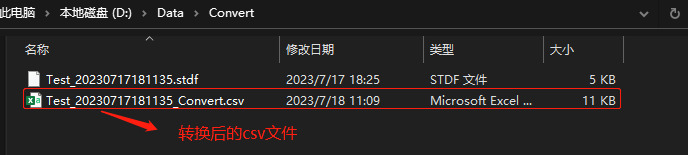 此电脑 › 本地磁盘 (D:) › Data › Convert
名称 修改日期 类型 大小
Test_20230717181135.stdf 2023/7/17 18:25 STDF 文件 5 KB
Test_20230717181135_Convert.csv 2023/7/18 11:09 Microsoft Excel ... 11 KB
转换后的csv文件